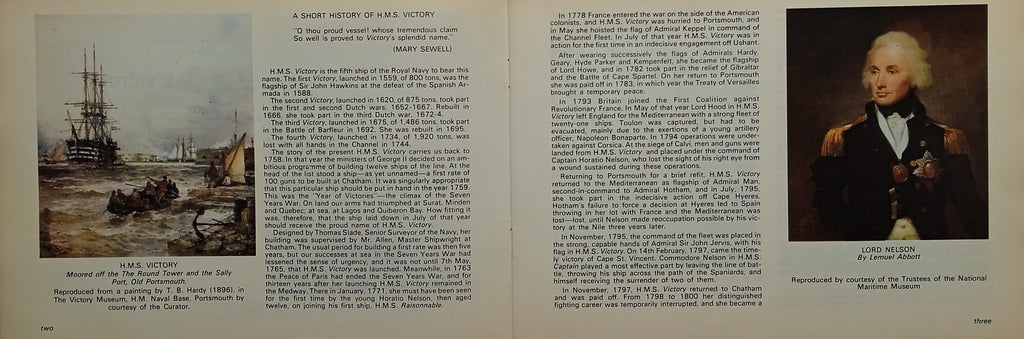 H.M.S. VICTORY
Moored off the The Round Tower and the Sally
Port, Old Portsmouth.
Reproduced from a painting by T. B. Hardy (1896), in
The Victory Museum, H.M. Naval Base, Portsmouth by
courtesy of the Curator.
two
A SHORT HISTORY OF H.M.S. VICTORY
"O thou proud vessel! whose tremendous claim
So well is proved to Victory's splendid name."
(MARY SEWELL)
H.M.S. Victory is the fifth ship of the Royal Navy to bear this
name. The first Victory, launched in 1559, of 800 tons, was the
flagship of Sir John Hawkins at the defeat of the Spanish Ar-
mada in 1588.
The second Victory, launched in 1620, of 875 tons, took part
in the first and second Dutch wars, 1652-1667. Rebuilt in
1666, she took part in the third Dutch war, 1672-4.
The third Victory, launched in 1675, of 1,486 tons, took part
in the Battle of Barfleur in 1692. She was rebuilt in 1695.
The fourth Victory, launched in 1734, of 1,920 tons, was
lost with all hands in the Channel in 1744.
The story of the present H.M.S. Victory carries us back to
1758. In that year the ministers of George II decided on an am-
bitious programme of building twelve ships of the line. At the
head of the list stood a ship—as yet unnamed—a first rate of
100 guns to be built at Chatham. It was singularly appropriate
that this particular ship should be put in hand in the year 1759.
This was the "Year of Victories"—the climax of the Seven
Years War. On land our arms had triumphed at Surat, Minden
and Quebec; at sea, at Lagos and Quiberon Bay. How fitting it
was, therefore, that the ship laid down in July of that year
should receive the proud name of H.M.S. Victory.
Designed by Thomas Slade, Senior Surveyor of the Navy, her
building was supervised by Mr. Allen, Master Shipwright at
Chatham. The usual period for building a first rate was then five
years, but our successes at sea in the Seven Years War had
lessened the sense of urgency, and it was not until 7th May,
1765, that H.M.S. Victory was launched. Meanwhile, in 1763
the Peace of Paris had ended the Seven Years War, and for
thirteen years after her launching H.M.S. Victory remained in
the Medway. There in January, 1771, she must have been seen
for the first time by the young Horatio Nelson, then aged
twelve, on joining his first ship, H.M.S. Raisonnable.
In 1778 France entered the war on the side of the American
colonists, and H.M.S. Victory was hurried to Portsmouth, and
in May she hoisted the flag of Admiral Keppel in command of
the Channel Fleet. In July of that year H.M.S. Victory was in
action for the first time in an indecisive engagement off Ushant.
After wearing successively the flags of Admirals Hardy,
Geary, Hyde Parker and Kempenfelt, she became the flagship
of Lord Howe, and in 1782 took part in the relief of Gibraltar
and the Battle of Cape Spartel. On her return to Portsmouth
she was paid off in 1783, in which year the Treaty of Versailles
brought a temporary peace.
In 1793 Britain joined the First Coalition against
Revolutionary France. In May of that year Lord Hood in H.M.S.
Victory left England for the Mediterranean with a strong fleet of
twenty-one ships. Toulon was captured, but had to be
evacuated, mainly due to the exertions of a young artillery
officer, Napoleon Bonaparte. In 1794 operations were under-
taken against Corsica. At the siege of Calvi, men and guns were
landed from H.M.S. Victory and placed under the command of
Captain Horatio Nelson, who lost the sight of his right eye from
a wound sustained during these operations.
Returning to Portsmouth for a brief refit, H.M.S. Victory
returned to the Mediterranean as flagship of Admiral Man,
second-in-command to Admiral Hotham, and in July, 1795,
she took part in the indecisive action off Cape Hyeres.
Hotham's failure to force a decision at Hyeres led to Spain
throwing in her lot with France and the Mediterranean was
lost—lost, until Nelson made reoccupation possible by his vic-
tory at the Nile three years later.
In November, 1795, the command of the fleet was placed in
the strong, capable hands of Admiral Sir John Jervis, with his
flag in H.M.S. Victory. On 14th February, 1797, came the time-
ly victory of Cape St. Vincent. Commodore Nelson in H.M.S.
Captain played a most effective part by leaving the line of bat-
tle, throwing his ship across the path of the Spaniards, and
himself receiving the surrender of two of them.
In November, 1797, H.M.S. Victory returned to Chatham
and was paid off. From 1798 to 1800 her distinguished
fighting career was temporarily interrupted, and she became a
LORD NELSON
By Lemuel Abbott
Reproduced by courtesy of the Trustees of the National
Maritime Museum
three